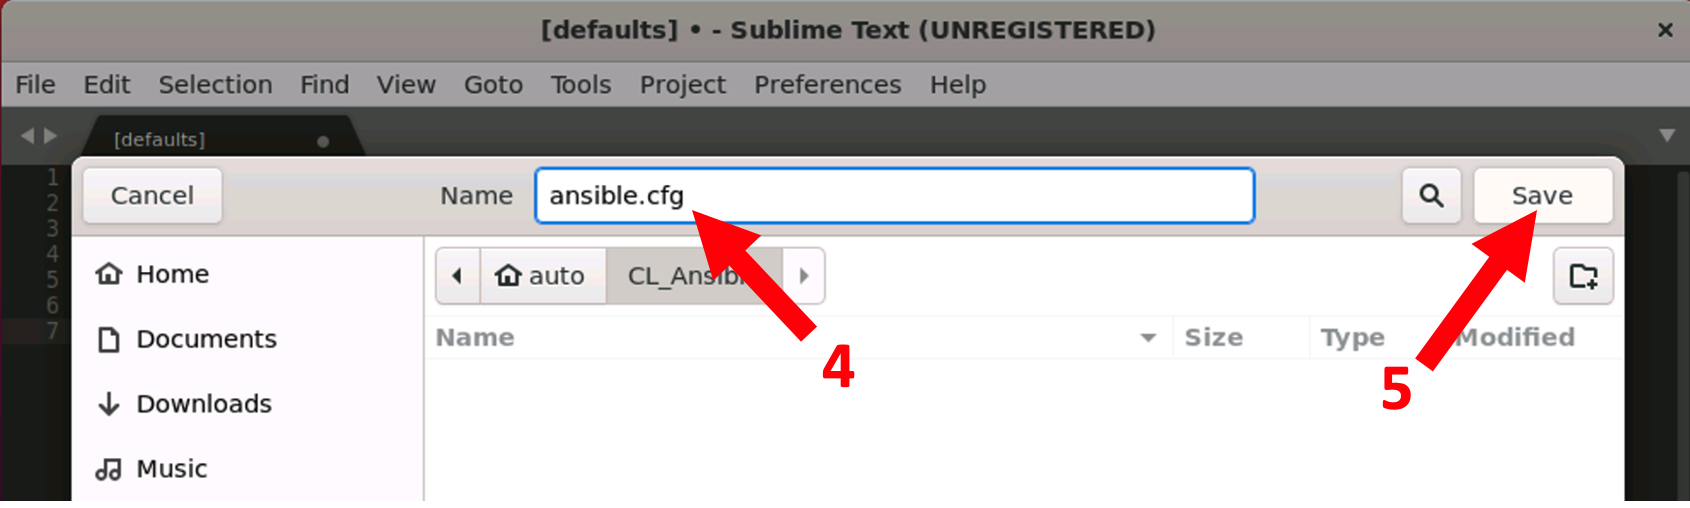 [defaults] • - Sublime Text (UNREGISTERED)
File Edit Selection Find View Goto Tools Project Preferences Help
[defaults]
1
2
3
4
5
6
7
Cancel Name ansible.cfg Save
Home
Documents
Downloads
Music
auto
Name Size Type Modified
4
5